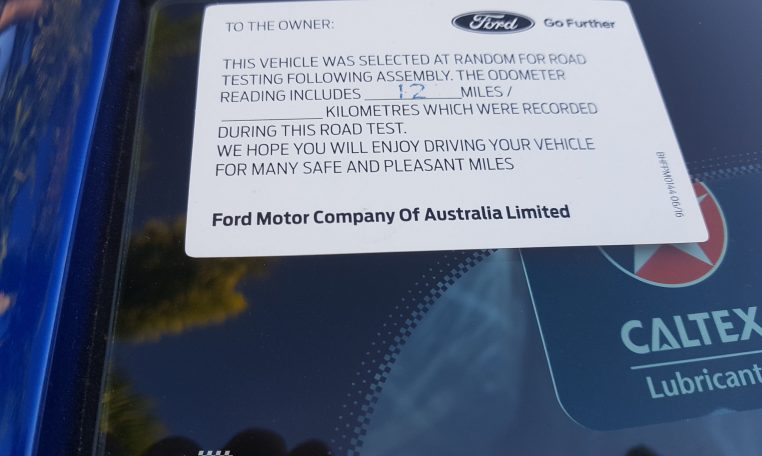 TO THE OWNER:
Ford Go Further
THIS VEHICLE WAS SELECTED AT RANDOM FOR ROAD
TESTING FOLLOWING ASSEMBLY. THE ODOMETER
READING INCLUDES 12 MILES /
KILOMETRES WHICH WERE RECORDED
DURING THIS ROAD TEST.
WE HOPE YOU WILL ENJOY DRIVING YOUR VEHICLE
FOR MANY SAFE AND PLEASANT MILES
Ford Motor Company Of Australia Limited
CALTEX
Lubricant